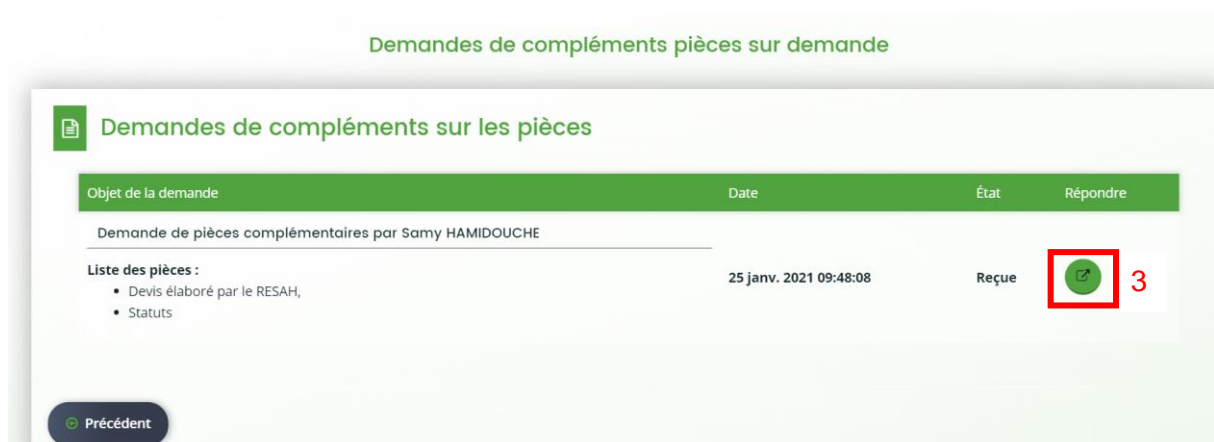 Demandes de compléments pièces sur demande
Demandes de compléments sur les pièces
Objet de la demande Date État Répondre
Demande de pièces complémentaires par Samy HAMIDOUCHE
Liste des pièces :
• Devis élaboré par le RESAH,
• Statuts
25 janv. 2021 09:48:08 Reçue 3
Précédent